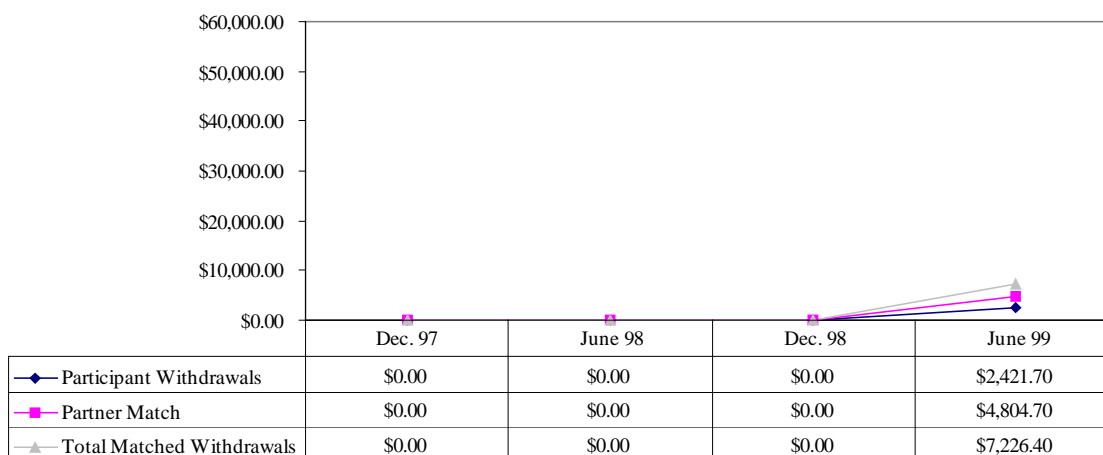 $60,000.00
$50,000.00
$40,000.00
$30,000.00
$20,000.00
$10,000.00
$0.00
Dec. 97 June 98 Dec. 98 June 99
Participant Withdrawals $0.00 $0.00 $0.00 $2,421.70
Partner Match $0.00 $0.00 $0.00 $4,804.70
Total Matched Withdrawals $0.00 $0.00 $0.00 $7,226.40